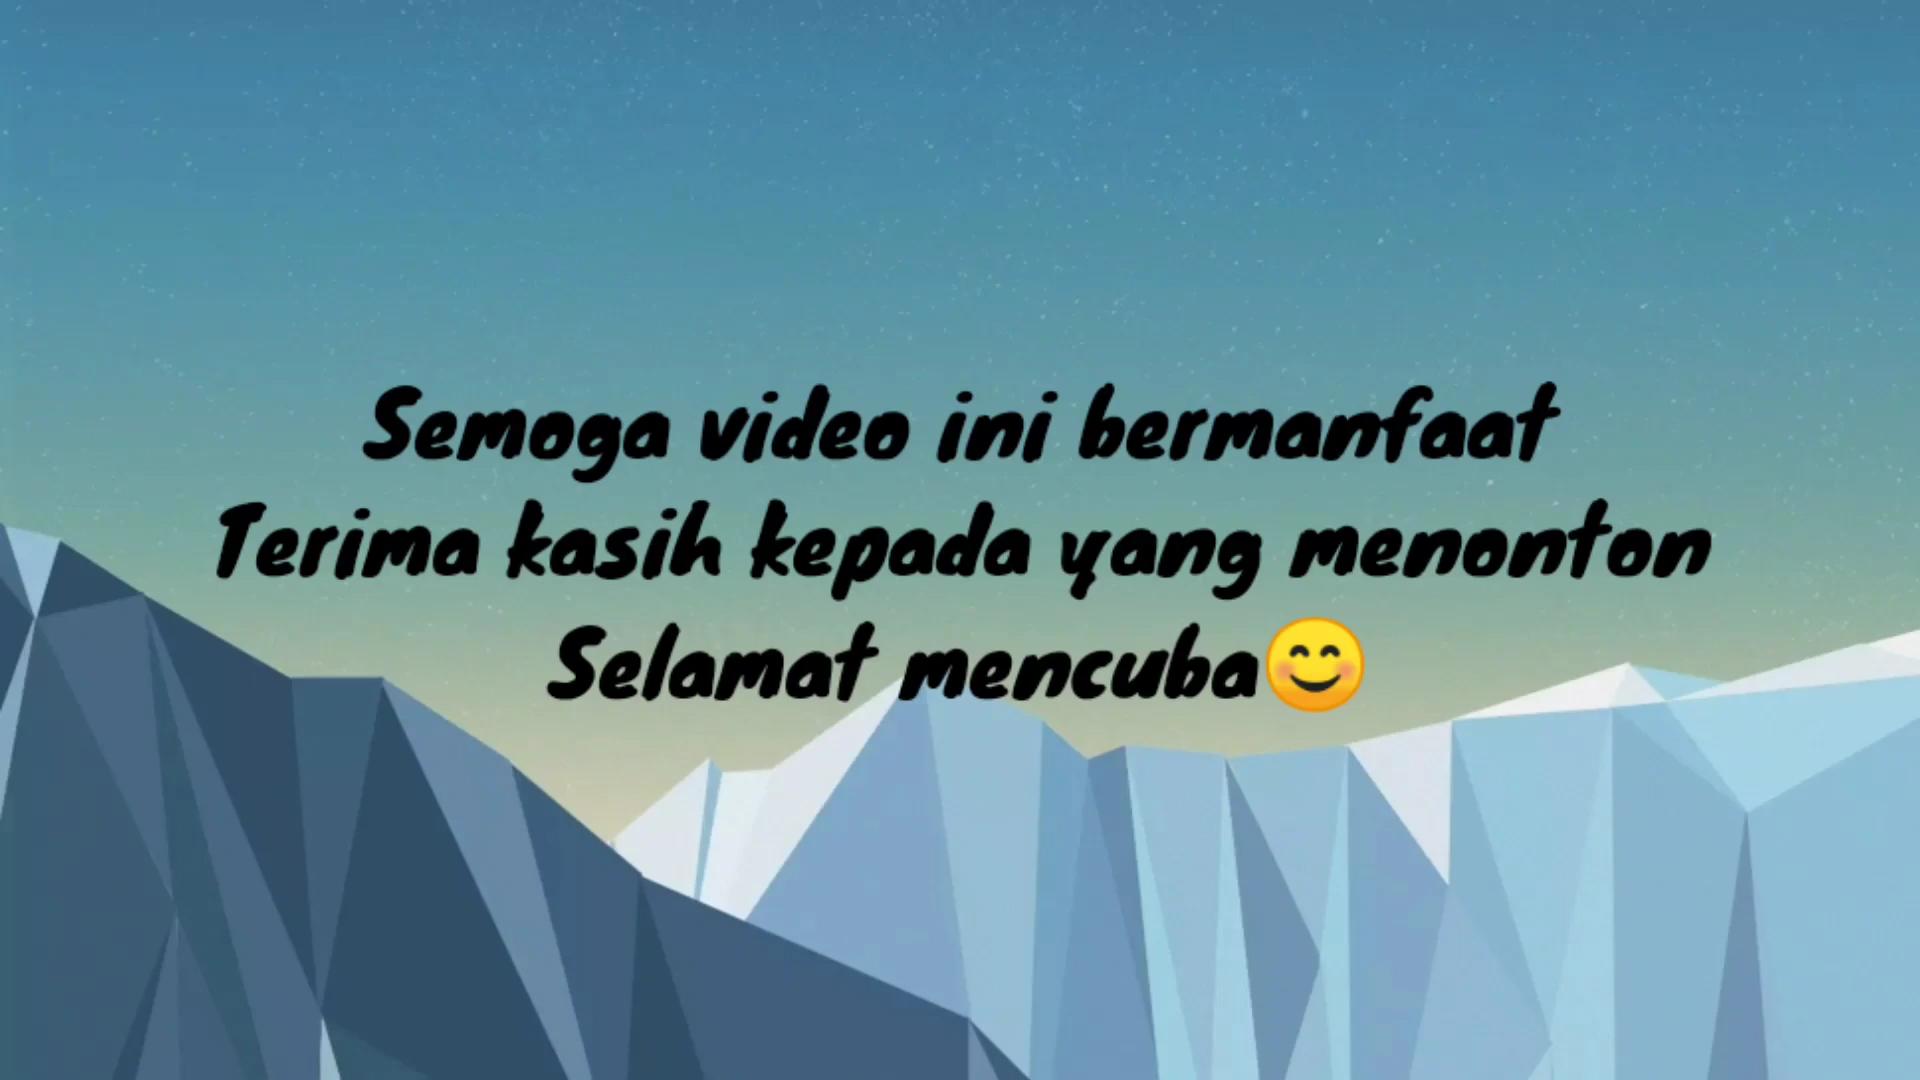 Semoga video ini bermanfaat
Terima kasih kepada yang menonton
Selamat mencuba😊